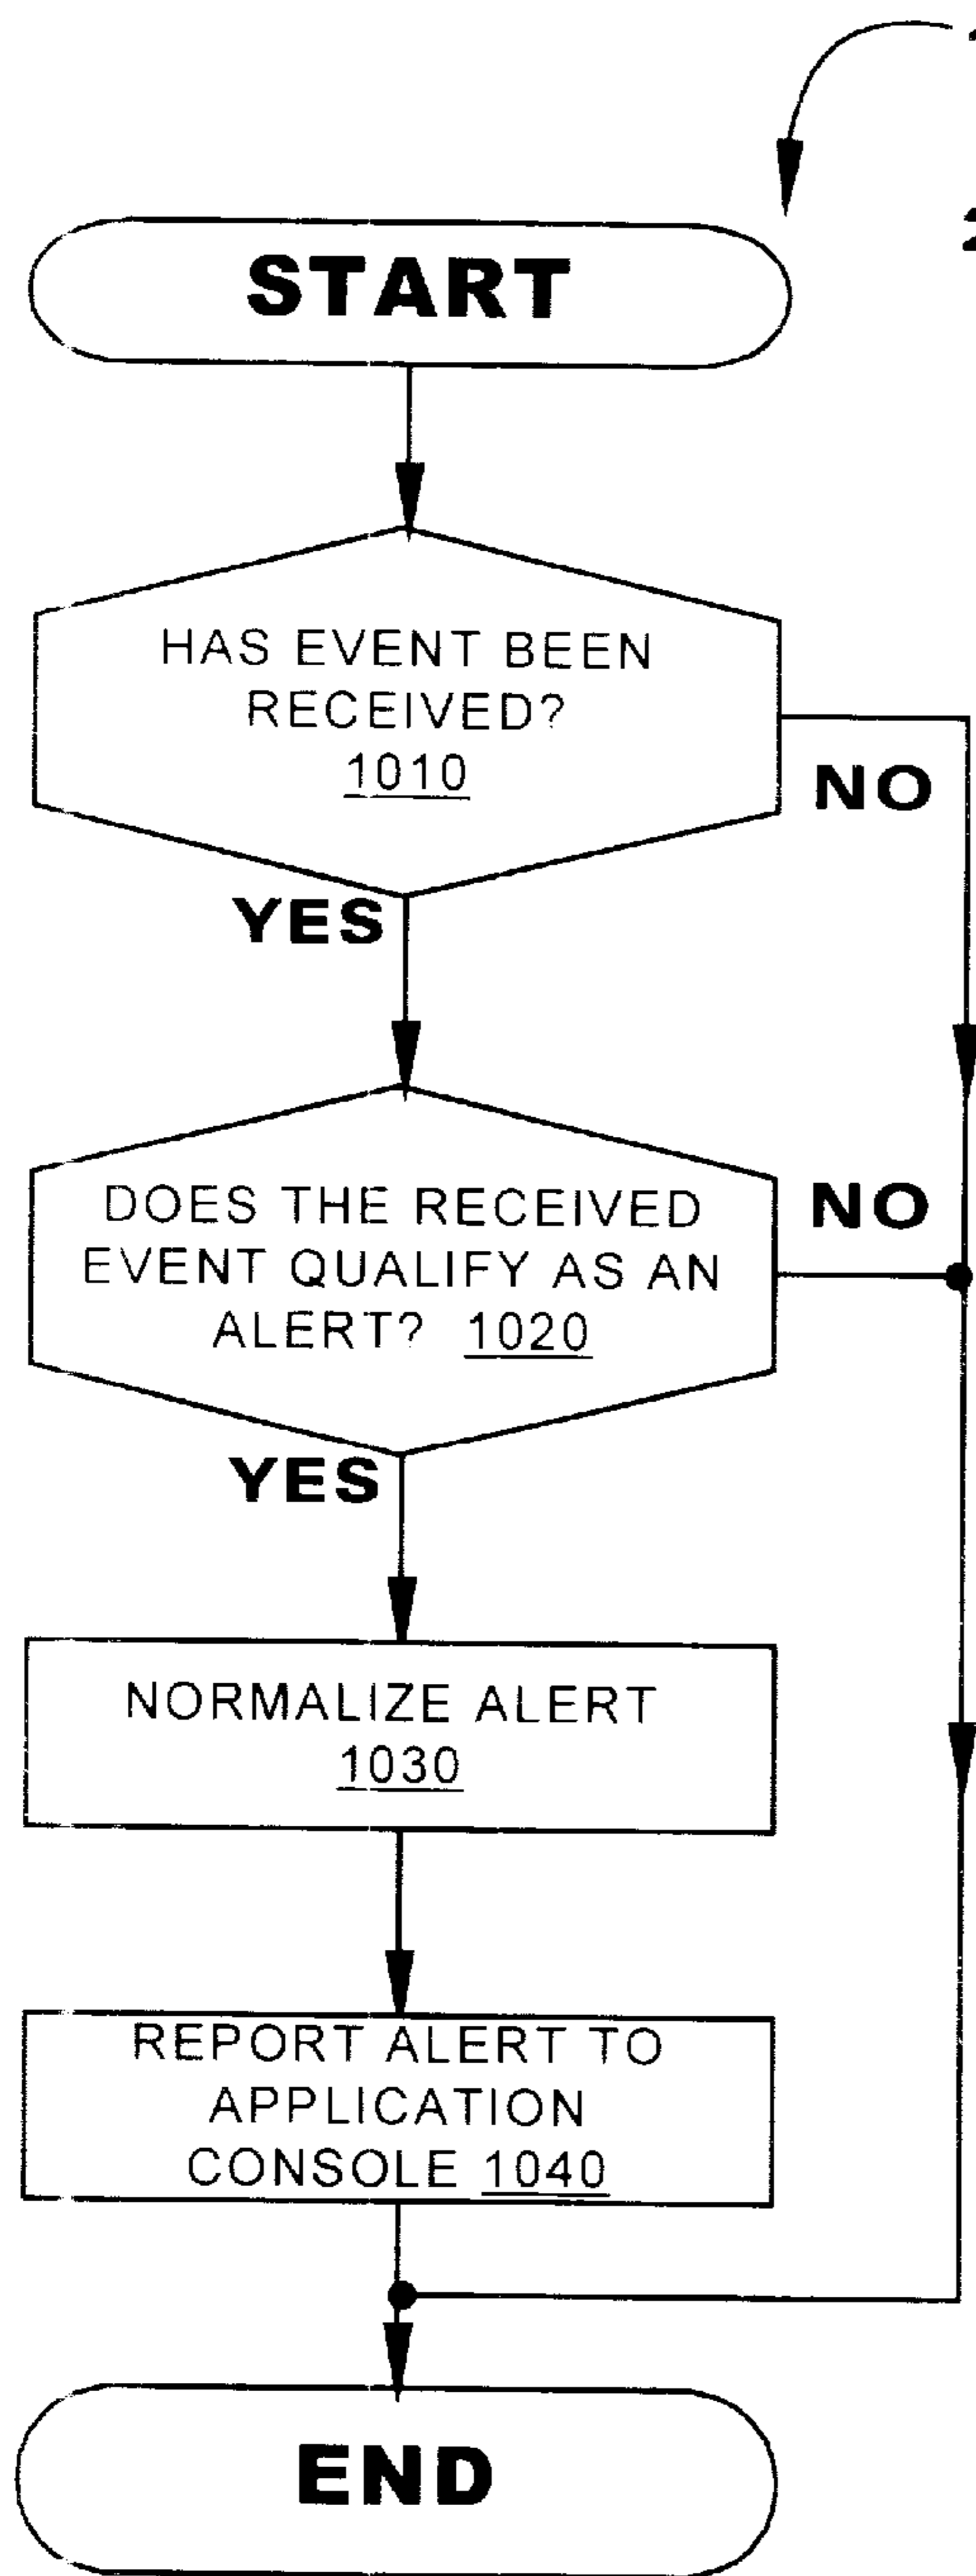 START
HAS EVENT BEEN
RECEIVED?
1010
NO
YES
DOES THE RECEIVED
EVENT QUALIFY AS AN
ALERT? 1020
NO
YES
NORMALIZE ALERT
1030
REPORT ALERT TO
APPLICATION
CONSOLE 1040
END